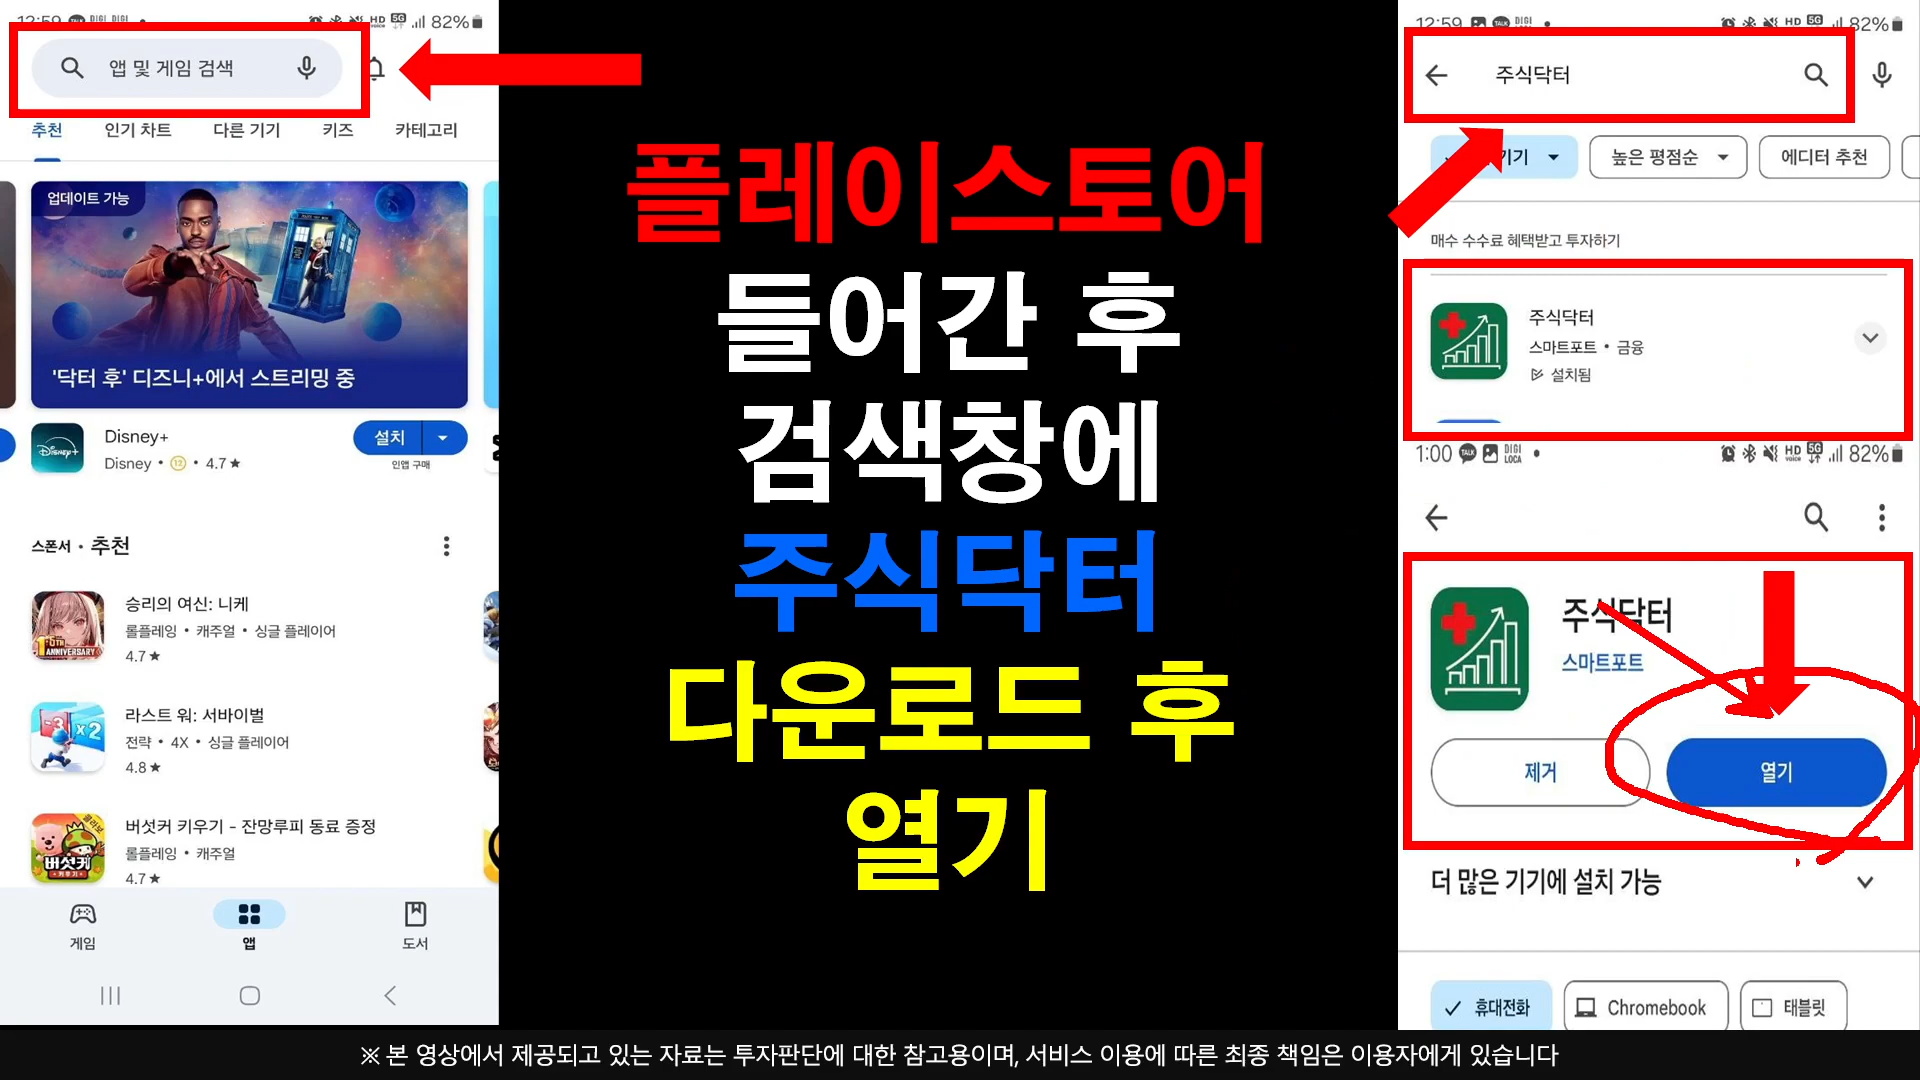 12:59 82%
앱 및 게임 검색
추천 인기 차트 다른 기기 키즈 카테고리
업데이트 가능
'닥터 후' 디즈니+에서 스트리밍 중
Disney+
Disney • 12 • 4.7★
설치
인앱 구매
스폰서 • 추천
승리의 여신: 니케
롤플레잉 • 캐주얼 • 싱글 플레이어
4.7★
라스트 워: 서바이벌
전략 • 4X • 싱글 플레이어
4.8★
버섯커 키우기 - 잔망루피 동료 증정
롤플레잉 • 캐주얼
4.7★
게임 앱 도서
플레이스토어
들어간 후
검색창에
주식닥터
다운로드 후
열기
12:59 82%
주식닥터
기기 높은 평점순 에디터 추천
매수 수수료 혜택받고 투자하기
주식닥터
스마트포트 • 금융
설치됨
1:00 TALK DIGI LOCA HD voice 5G 82%
주식닥터
스마트포트
제거 열기
더 많은 기기에 설치 가능
휴대전화 Chromebook 태블릿
※ 본 영상에서 제공되고 있는 자료는 투자판단에 대한 참고용이며, 서비스 이용에 따른 최종 책임은 이용자에게 있습니다